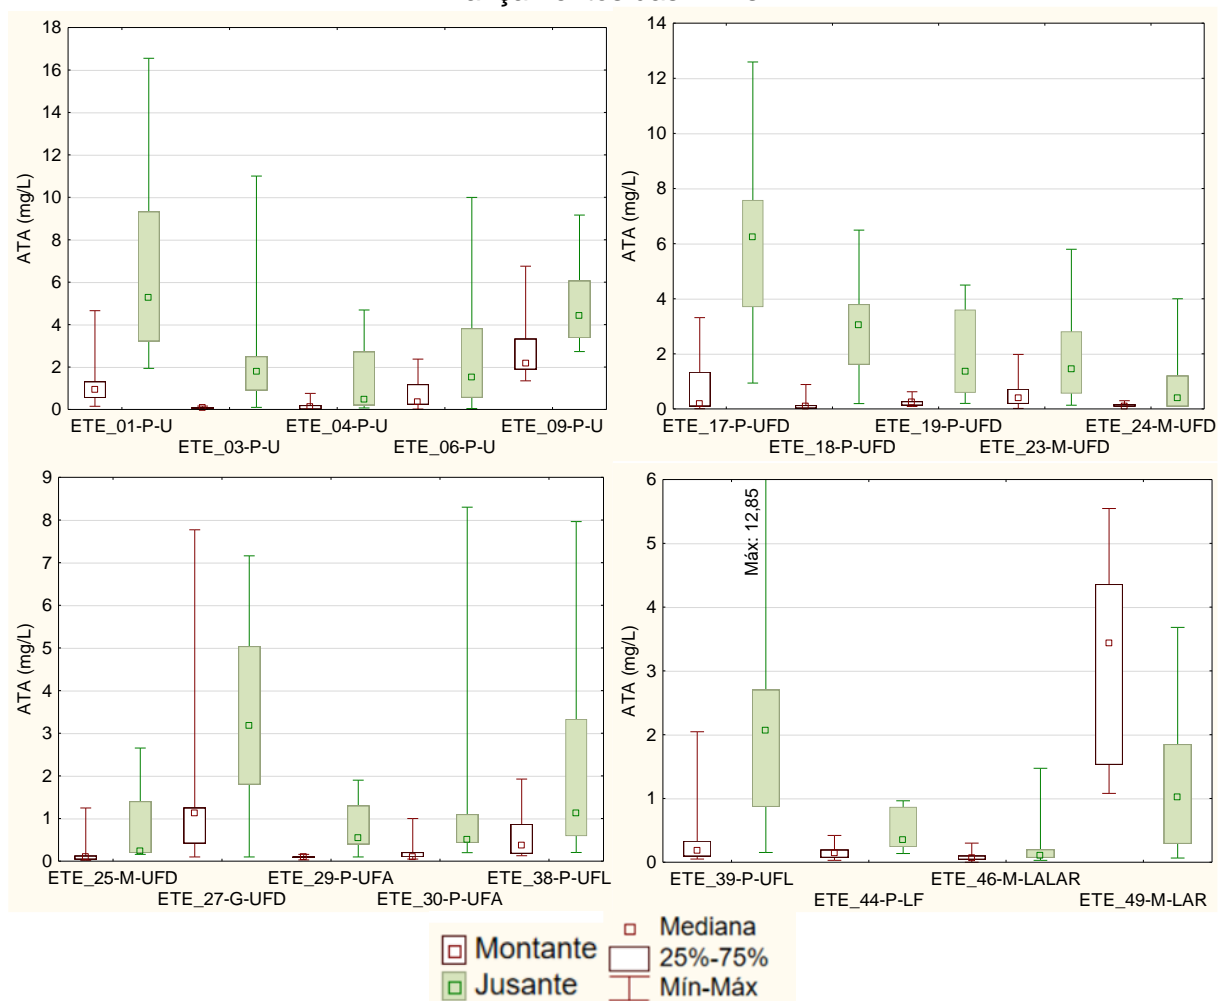 18
16
14
12
10
8
6
4
2
0
ATA (mg/L)
ETE_01-P-U
ETE_03-P-U
ETE_04-P-U
ETE_06-P-U
ETE_09-P-U
14
12
10
8
6
4
2
0
ATA (mg/L)
ETE_17-P-UFD
ETE_18-P-UFD
ETE_19-P-UFD
ETE_23-M-UFD
ETE_24-M-UFD
9
8
7
6
5
4
3
2
1
0
ATA (mg/L)
ETE_25-M-UFD
ETE_27-G-UFD
ETE_29-P-UFA
ETE_30-P-UFA
ETE_38-P-UFL
6
5
4
3
2
1
0
ATA (mg/L)
Máx: 12,85
ETE_39-P-UFL
ETE_44-P-LF
ETE_46-M-LALAR
ETE_49-M-LAR
Montante
Jusante
Mediana
25%-75%
Mín-Máx